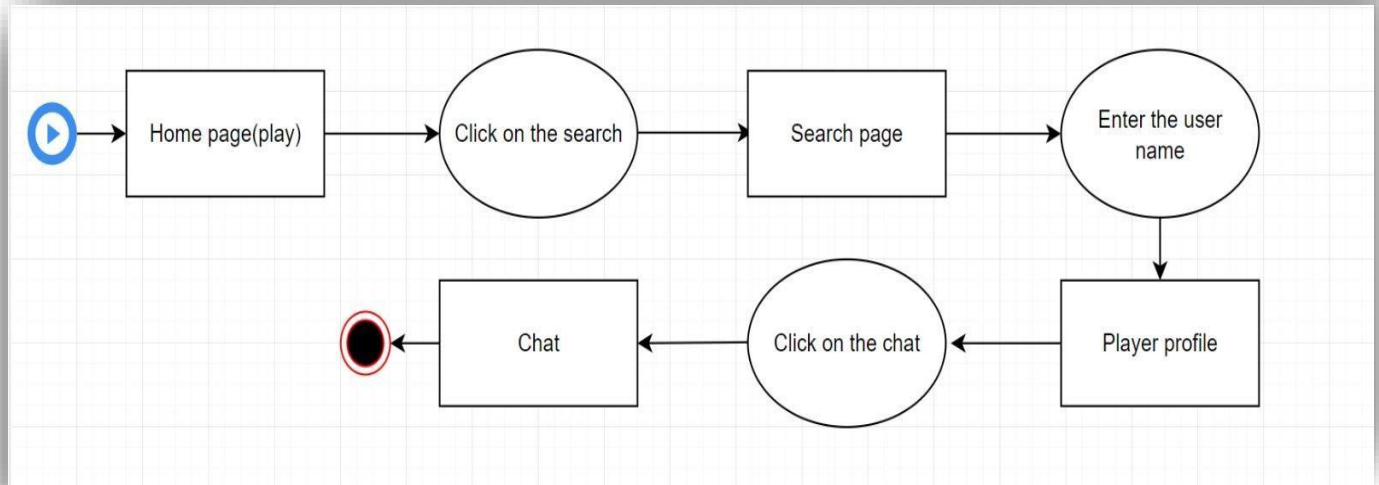 Home page(play)
Click on the search
Search page
Enter the user
name
Chat
Click on the chat
Player profile